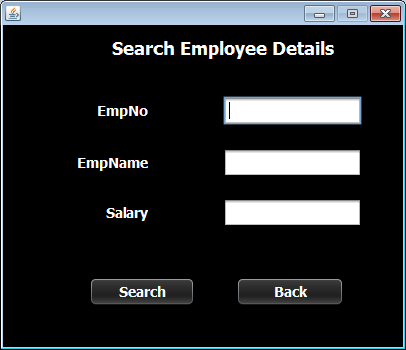 Search Employee Details
EmpNo
EmpName
Salary
Search Back